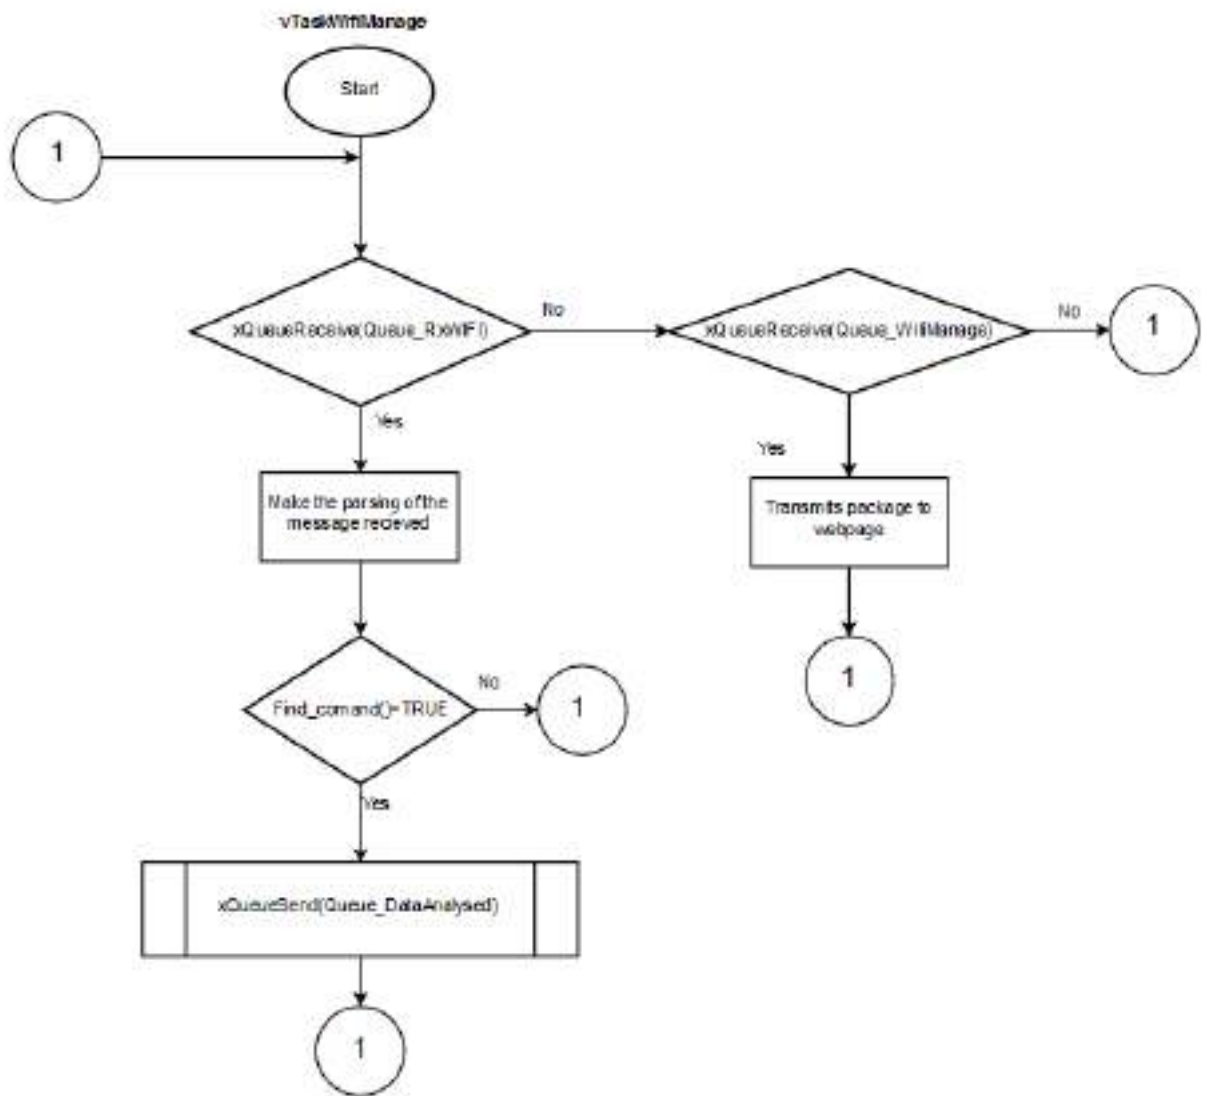 vTaskWifiManage
Start
1
xQueueReceive(Queue_RxWIFI)
No
xQueueReceive(Queue_WifiManage)
No
1
Yes
Yes
Make the parsing of the
message recieved
Transmits package to
webpage
Find_comand()=TRUE
No
1
1
Yes
xQueueSend(Queue_DataAnalysed)
1